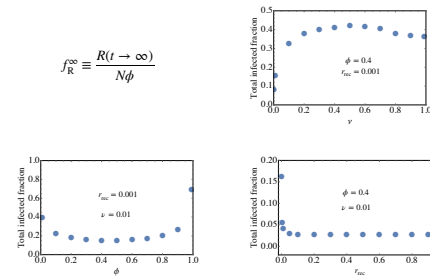 f_R^∞ ≡ R(t → ∞) / Nϕ
Total infected fraction
0.5
0.4
0.3
0.2
0.1
0.0
ϕ = 0.4
r_rec = 0.001
0.0 0.2 0.4 0.6 0.8 1.0
ν
Total infected fraction
1.0
0.8
0.6
0.4
0.2
0.0
r_rec = 0.001
ν = 0.01
0.0 0.2 0.4 0.6 0.8 1.0
ϕ
Total infected fraction
0.20
0.15
0.10
0.05
0.00
ϕ = 0.4
ν = 0.01
0.0 0.2 0.4 0.6 0.8
r_rec